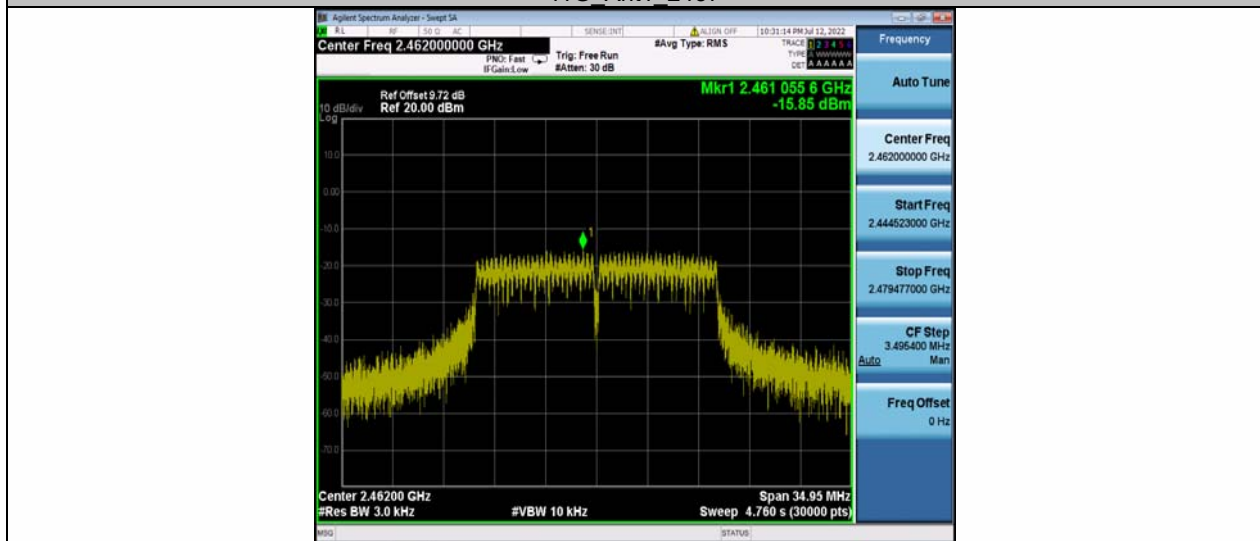 Agilent Spectrum Analyzer - Swept SA
RL RF 50 Ω AC SENSE:INT ALIGN OFF 10:31:14 PM Jul 12, 2022
Center Freq 2.462000000 GHz
PNO: Fast
IFGain:Low
Trig: Free Run
#Atten: 30 dB
#Avg Type: RMS
TRACE 1 2 3 4 5 6
TYPE A WWWWW
DET A A A A A A
Mkr1 2.461 055 6 GHz
-15.85 dBm
Ref Offset 9.72 dB
10 dB/div Ref 20.00 dBm
Log
10.0
0.00
-10.0
-20.0
-30.0
-40.0
-50.0
-60.0
-70.0
1
Center 2.46200 GHz
Span 34.95 MHz
#Res BW 3.0 kHz
#VBW 10 kHz
Sweep 4.760 s (30000 pts)
MSG STATUS
Frequency
Auto Tune
Center Freq
2.462000000 GHz
Start Freq
2.444523000 GHz
Stop Freq
2.479477000 GHz
CF Step
3.495400 MHz
Auto Man
Freq Offset
0 Hz